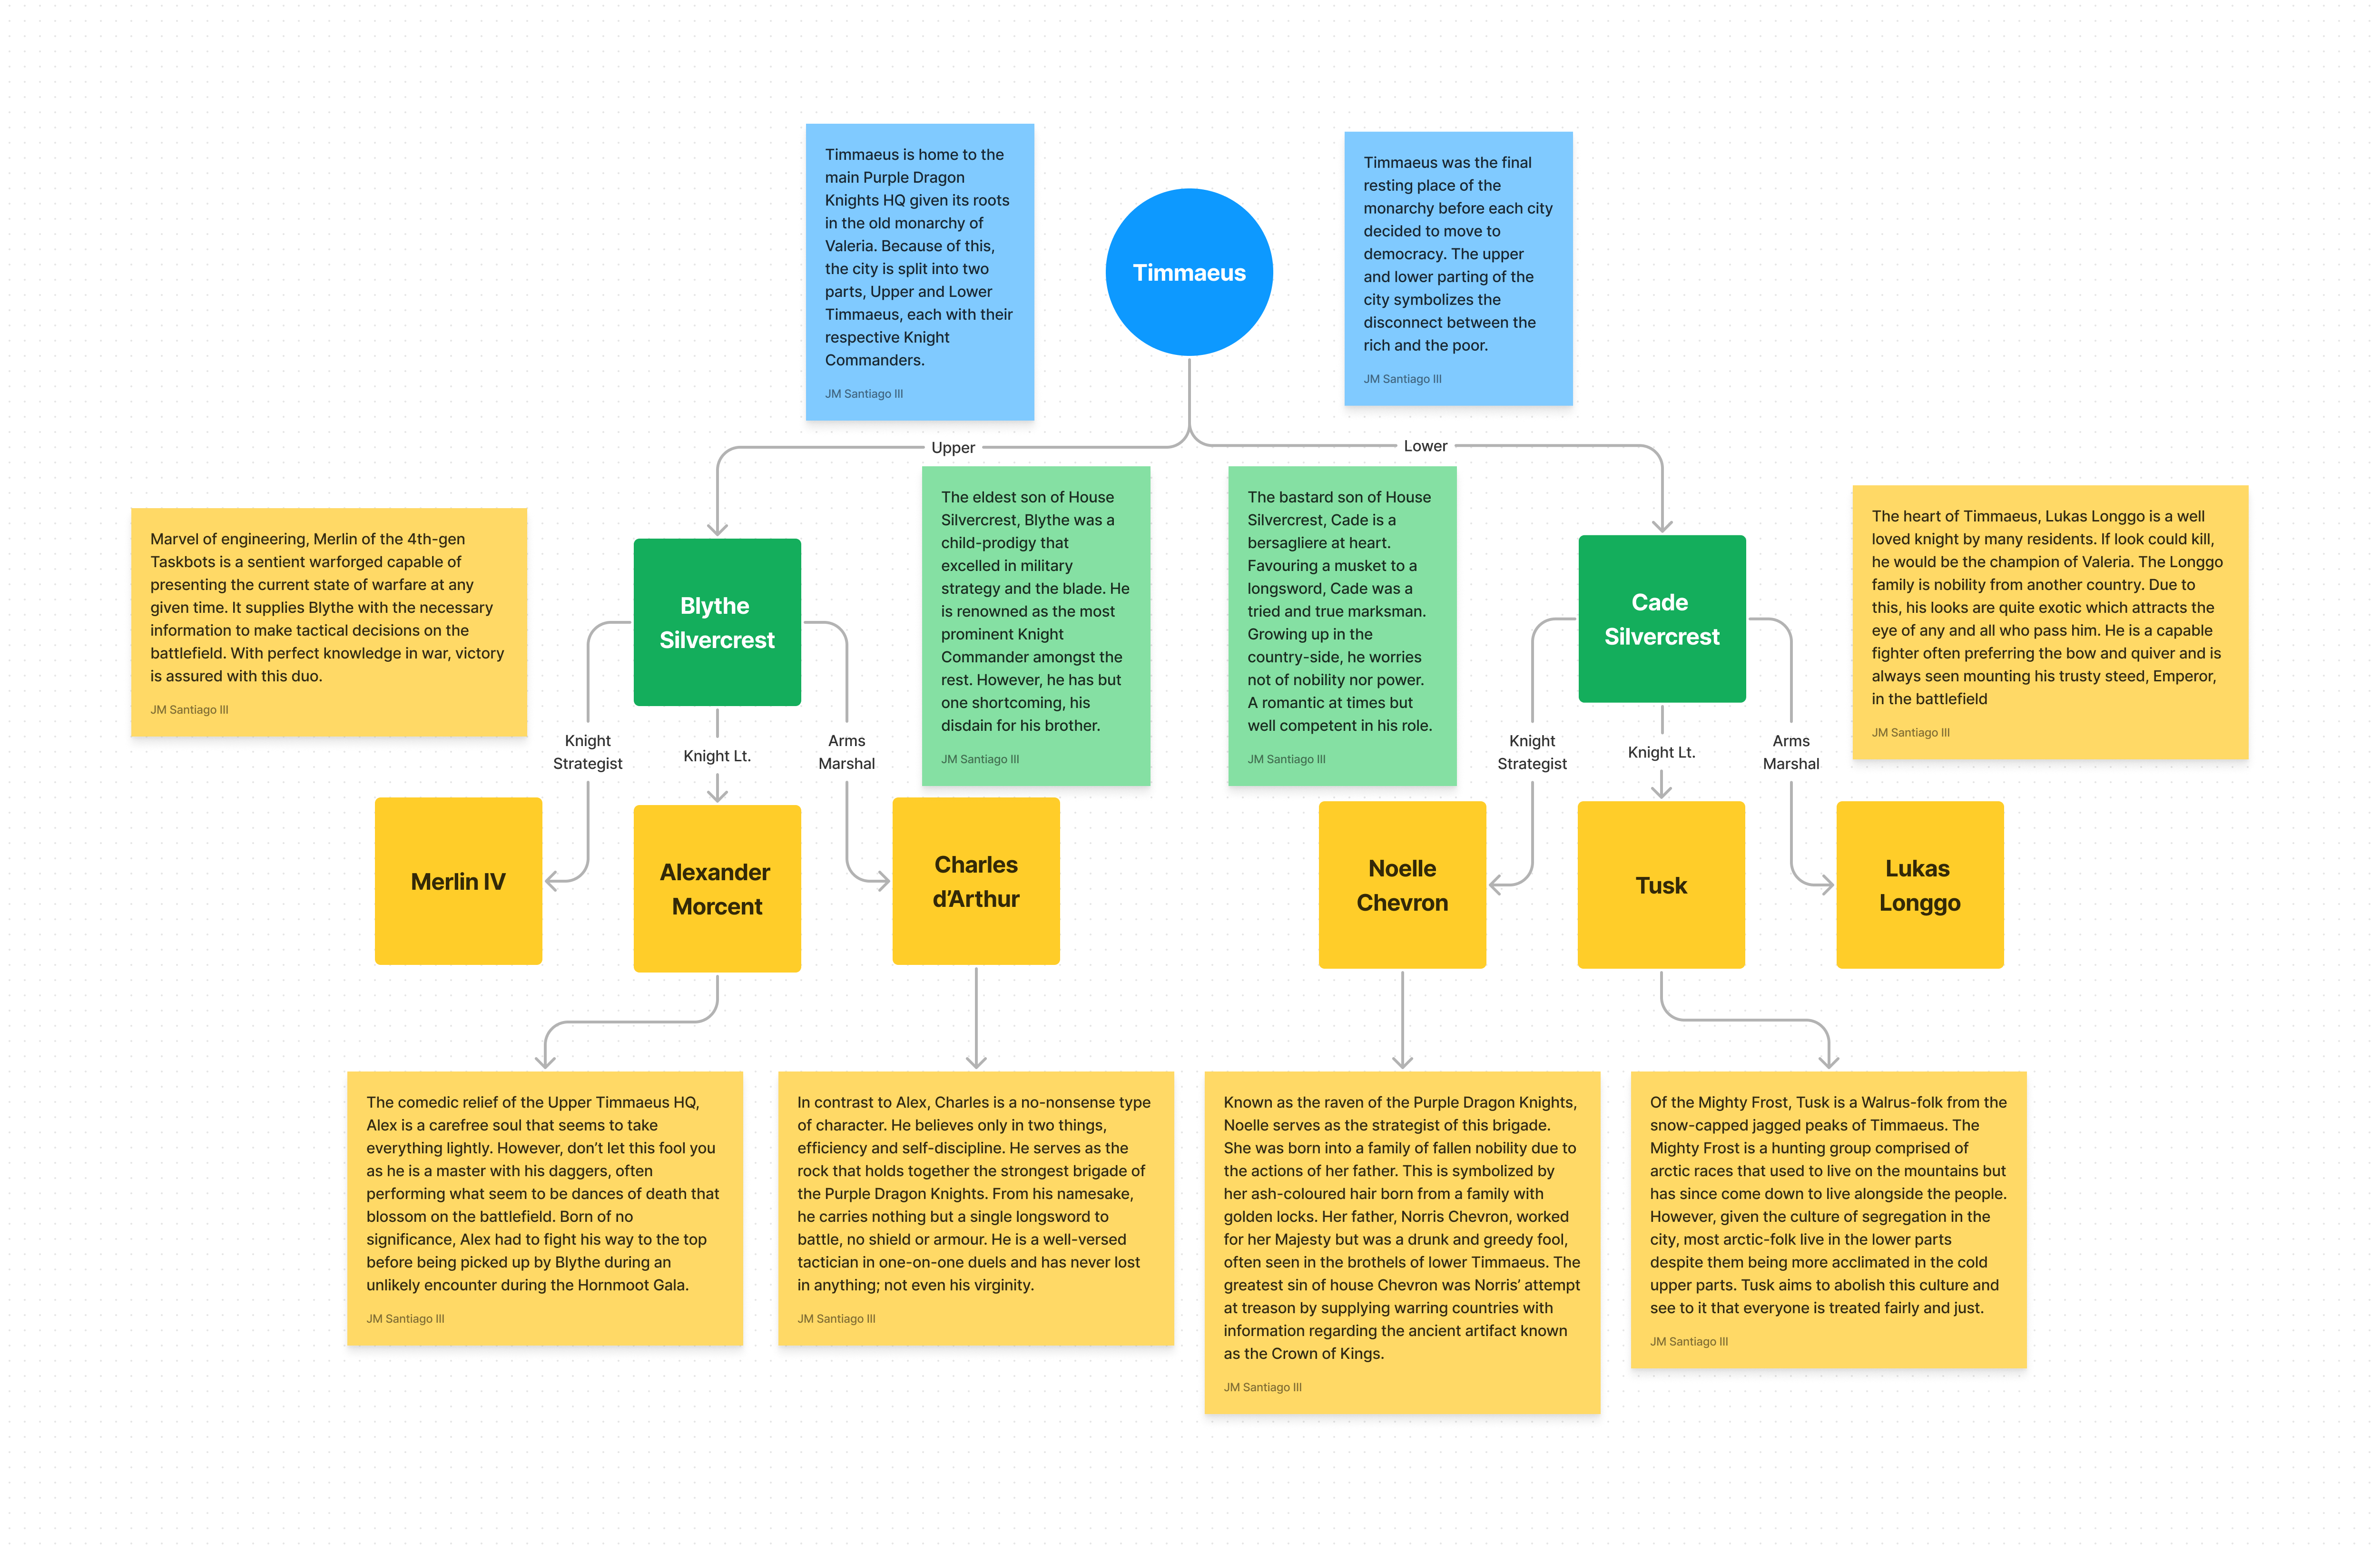 Timmaeus is home to the
main Purple Dragon
Knights HQ given its roots
in the old monarchy of
Valeria. Because of this,
the city is split into two
parts, Upper and Lower
Timmaeus, each with their
respective Knight
Commanders.
JM Santiago III
Timmaeus
Timmaeus was the final
resting place of the
monarchy before each city
decided to move to
democracy. The upper
and lower parting of the
city symbolizes the
disconnect between the
rich and the poor.
JM Santiago III
Upper
Lower
Marvel of engineering, Merlin of the 4th-gen
Taskbots is a sentient warforged capable of
presenting the current state of warfare at any
given time. It supplies Blythe with the necessary
information to make tactical decisions on the
battlefield. With perfect knowledge in war, victory
is assured with this duo.
JM Santiago III
Blythe
Silvercrest
The eldest son of House
Silvercrest, Blythe was a
child-prodigy that
excelled in military
strategy and the blade. He
is renowned as the most
prominent Knight
Commander amongst the
rest. However, he has but
one shortcoming, his
disdain for his brother.
JM Santiago III
The bastard son of House
Silvercrest, Cade is a
bersagliere at heart.
Favouring a musket to a
longsword, Cade was a
tried and true marksman.
Growing up in the
country-side, he worries
not of nobility nor power.
A romantic at times but
well competent in his role.
JM Santiago III
Cade
Silvercrest
The heart of Timmaeus, Lukas Longgo is a well
loved knight by many residents. If look could kill,
he would be the champion of Valeria. The Longgo
family is nobility from another country. Due to
this, his looks are quite exotic which attracts the
eye of any and all who pass him. He is a capable
fighter often preferring the bow and quiver and is
always seen mounting his trusty steed, Emperor,
in the battlefield
JM Santiago III
Knight
Strategist
Knight Lt.
Arms
Marshal
Knight
Strategist
Knight Lt.
Arms
Marshal
Merlin IV
Alexander
Morcent
Charles
d’Arthur
Noelle
Chevron
Tusk
Lukas
Longgo
The comedic relief of the Upper Timmaeus HQ,
Alex is a carefree soul that seems to take
everything lightly. However, don’t let this fool you
as he is a master with his daggers, often
performing what seem to be dances of death that
blossom on the battlefield. Born of no
significance, Alex had to fight his way to the top
before being picked up by Blythe during an
unlikely encounter during the Hornmoot Gala.
JM Santiago III
In contrast to Alex, Charles is a no-nonsense type
of character. He believes only in two things,
efficiency and self-discipline. He serves as the
rock that holds together the strongest brigade of
the Purple Dragon Knights. From his namesake,
he carries nothing but a single longsword to
battle, no shield or armour. He is a well-versed
tactician in one-on-one duels and has never lost
in anything; not even his virginity.
JM Santiago III
Known as the raven of the Purple Dragon Knights,
Noelle serves as the strategist of this brigade.
She was born into a family of fallen nobility due to
the actions of her father. This is symbolized by
her ash-coloured hair born from a family with
golden locks. Her father, Norris Chevron, worked
for her Majesty but was a drunk and greedy fool,
often seen in the brothels of lower Timmaeus. The
greatest sin of house Chevron was Norris’ attempt
at treason by supplying warring countries with
information regarding the ancient artifact known
as the Crown of Kings.
JM Santiago III
Of the Mighty Frost, Tusk is a Walrus-folk from the
snow-capped jagged peaks of Timmaeus. The
Mighty Frost is a hunting group comprised of
arctic races that used to live on the mountains but
has since come down to live alongside the people.
However, given the culture of segregation in the
city, most arctic-folk live in the lower parts
despite them being more acclimated in the cold
upper parts. Tusk aims to abolish this culture and
see to it that everyone is treated fairly and just.
JM Santiago III